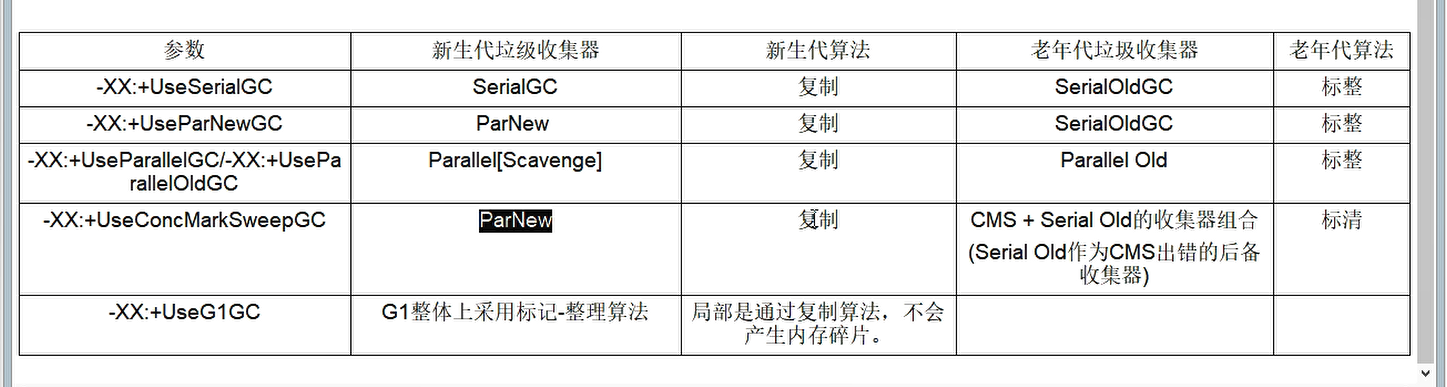 参数 新生代垃级收集器 新生代算法 老年代垃圾收集器 老年代算法
-XX:+UseSerialGC SerialGC 复制 SerialOldGC 标整
-XX:+UseParNewGC ParNew 复制 SerialOldGC 标整
-XX:+UseParallelGC/-XX:+UsePa Parallel[Scavenge] 复制 Parallel Old 标整
rallelOldGC
-XX:+UseConcMarkSweepGC ParNew 复制 CMS + Serial Old的收集器组合 标清
(Serial Old作为CMS出错的后备
收集器)
-XX:+UseG1GC G1整体上采用标记-整理算法 局部是通过复制算法，不会
产生内存碎片。